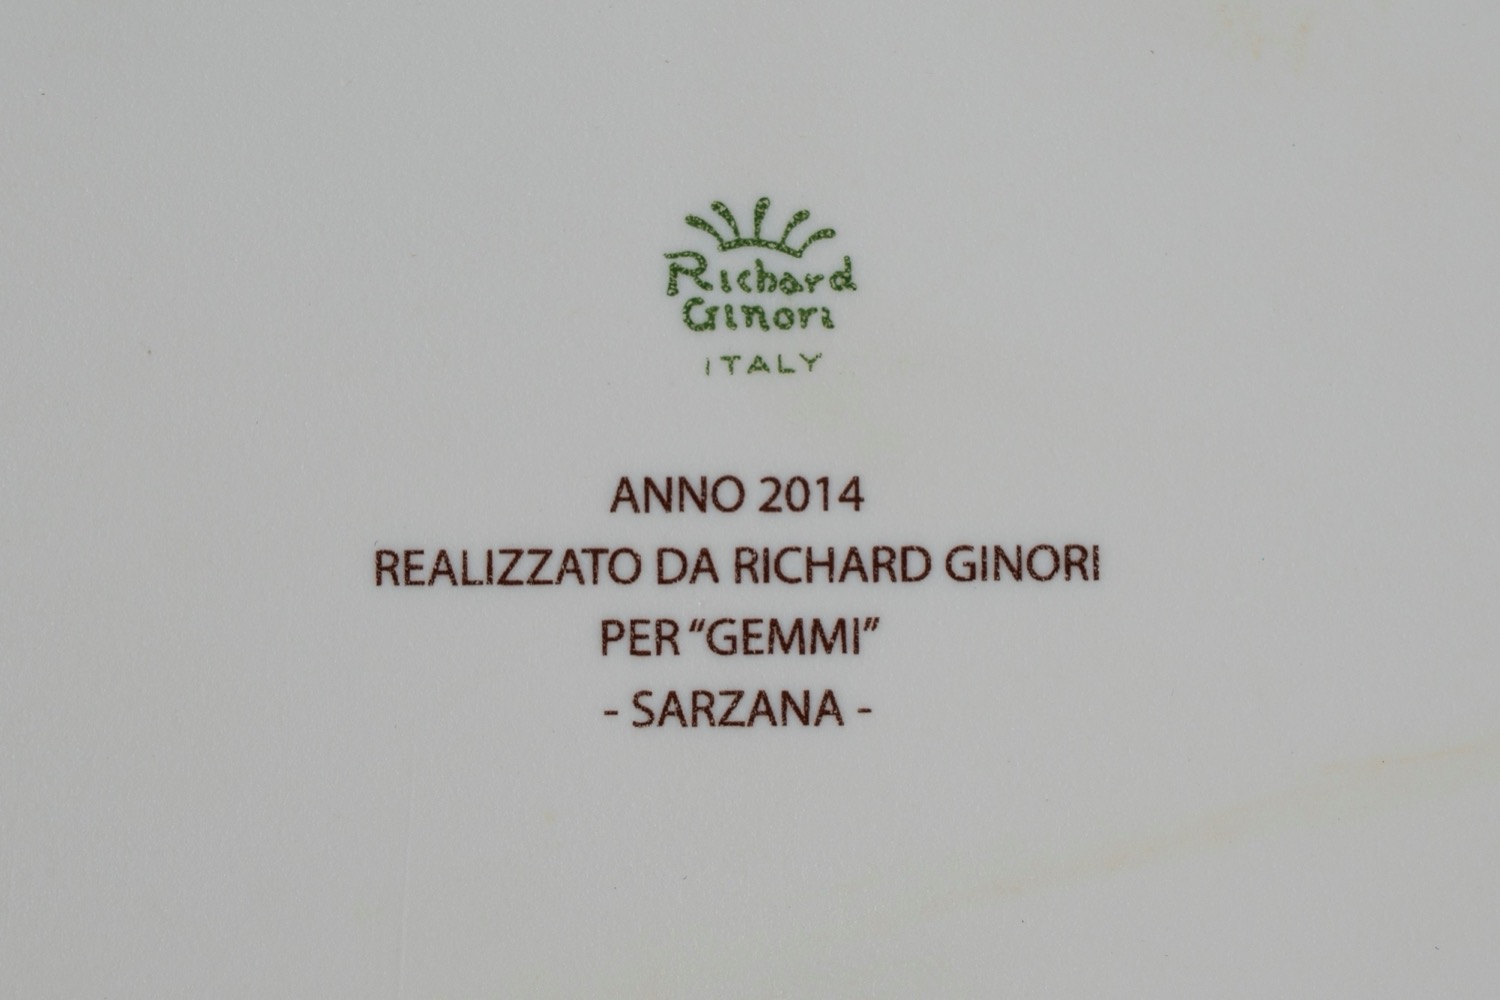 Richard
Ginori
ITALY
ANNO 2014
REALIZZATO DA RICHARD GINORI
PER “GEMMI”
- SARZANA -